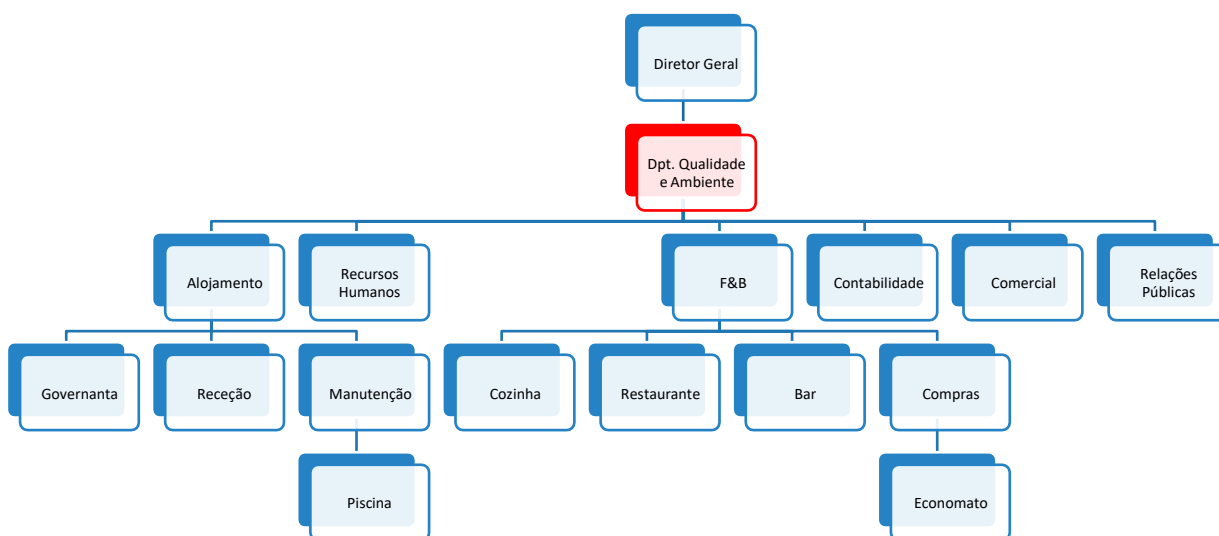 Diretor Geral
Dpt. Qualidade
e Ambiente
Alojamento
Recursos
Humanos
F&B
Contabilidade
Comercial
Relações
Públicas
Governanta
Receção
Manutenção
Cozinha
Restaurante
Bar
Compras
Piscina
Economato